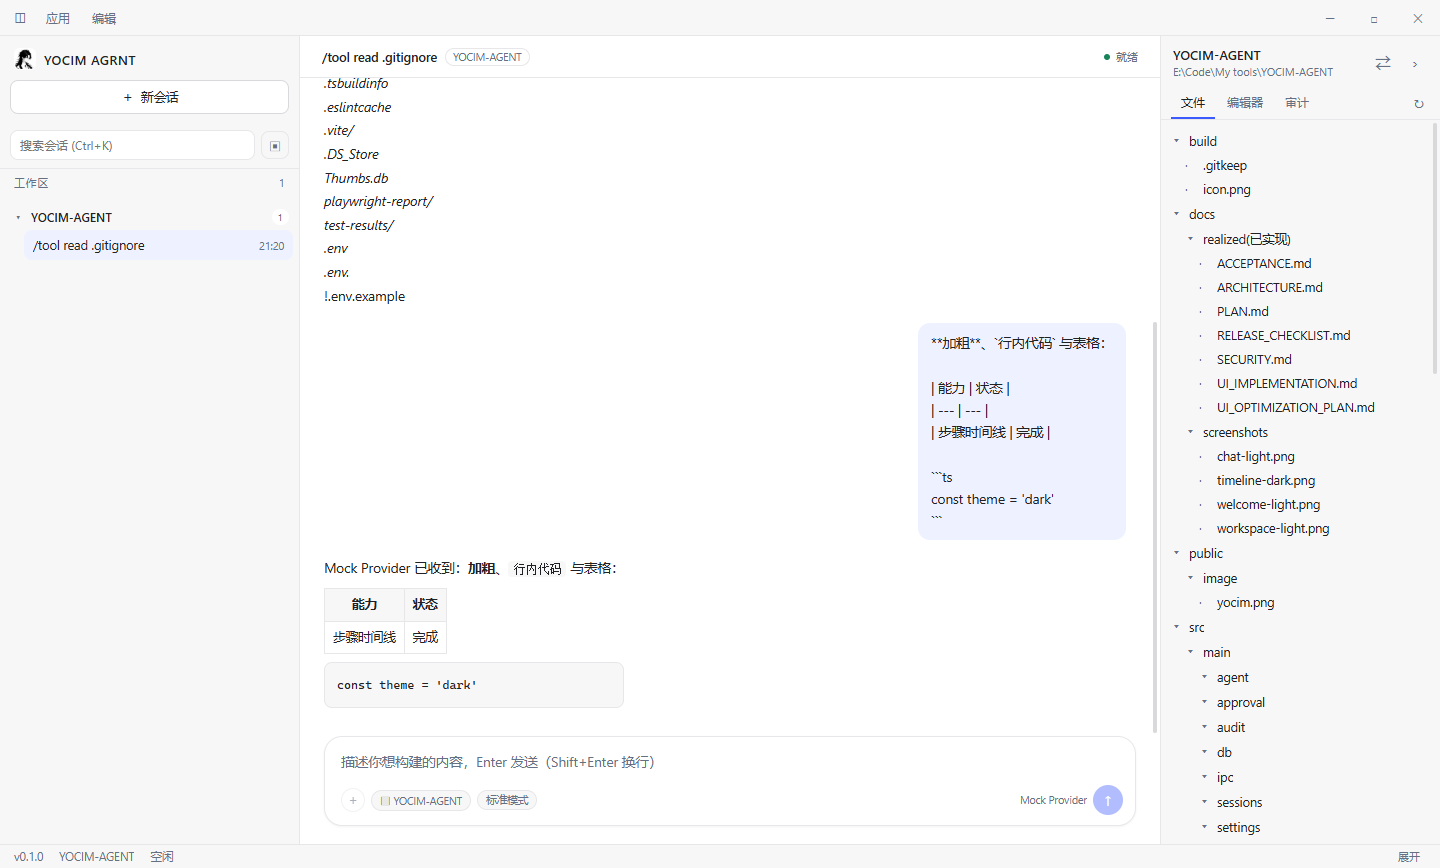 应用 编辑
YOCIM AGRNT
+ 新会话
搜索会话 (Ctrl+K)
工作区 1
YOCIM-AGENT 1
/tool read .gitignore 21:20
/tool read .gitignore YOCIM-AGENT 就绪
.tsbuildinfo
.eslintcache
.vite/
.DS_Store
Thumbs.db
playwright-report/
test-results/
.env
.env.
!.env.example
**加粗**、`行内代码` 与表格：
| 能力 | 状态 |
| --- | --- |
| 步骤时间线 | 完成 |
```ts
const theme = 'dark'
```
Mock Provider 已收到：加粗、 行内代码 与表格：
能力 状态
步骤时间线 完成
const theme = 'dark'
描述你想构建的内容，Enter 发送（Shift+Enter 换行）
+ YOCIM-AGENT 标准模式 Mock Provider ↑
YOCIM-AGENT
E:\Code\My tools\YOCIM-AGENT
文件 编辑器 审计
build
.gitkeep
icon.png
docs
realized(已实现)
ACCEPTANCE.md
ARCHITECTURE.md
PLAN.md
RELEASE_CHECKLIST.md
SECURITY.md
UI_IMPLEMENTATION.md
UI_OPTIMIZATION_PLAN.md
screenshots
chat-light.png
timeline-dark.png
welcome-light.png
workspace-light.png
public
image
yocim.png
src
main
agent
approval
audit
db
ipc
sessions
settings
v0.1.0 YOCIM-AGENT 空闲 展开